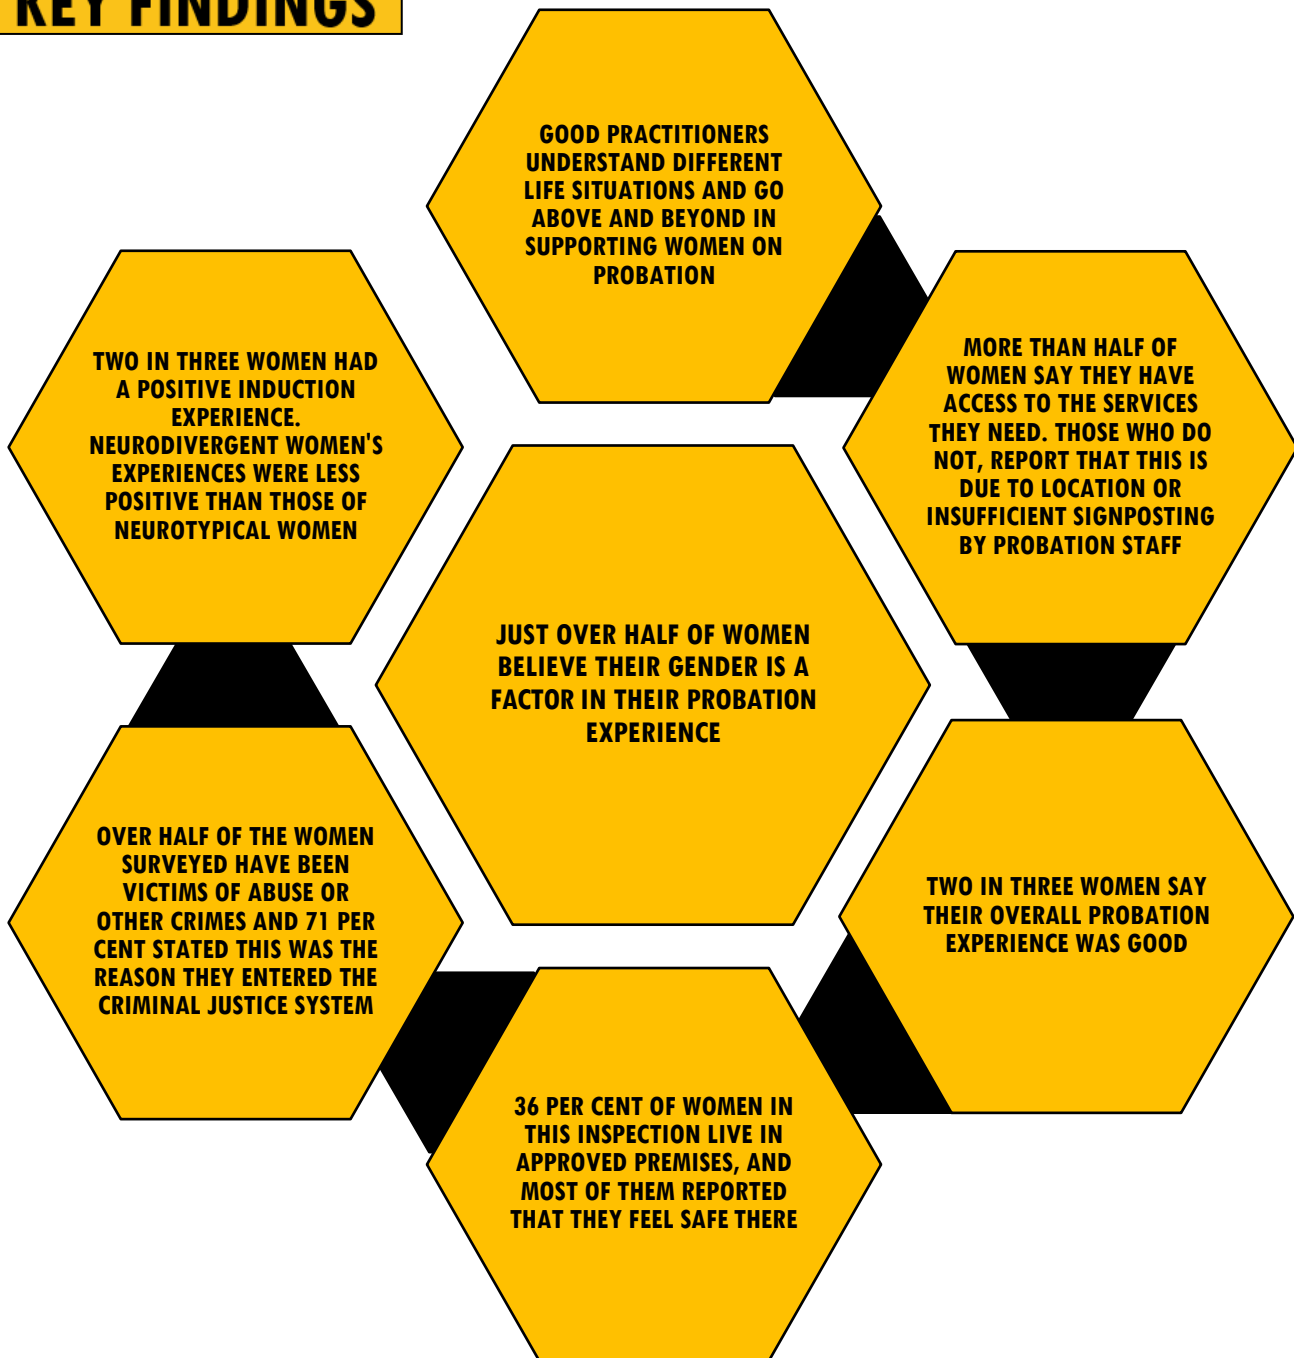 KEY FINDINGS
GOOD PRACTITIONERS
UNDERSTAND DIFFERENT
LIFE SITUATIONS AND GO
ABOVE AND BEYOND IN
SUPPORTING WOMEN ON
PROBATION
TWO IN THREE WOMEN HAD
A POSITIVE INDUCTION
EXPERIENCE.
NEURODIVERGENT WOMEN'S
EXPERIENCES WERE LESS
POSITIVE THAN THOSE OF
NEUROTYPICAL WOMEN
MORE THAN HALF OF
WOMEN SAY THEY HAVE
ACCESS TO THE SERVICES
THEY NEED. THOSE WHO DO
NOT, REPORT THAT THIS IS
DUE TO LOCATION OR
INSUFFICIENT SIGNPOSTING
BY PROBATION STAFF
JUST OVER HALF OF WOMEN
BELIEVE THEIR GENDER IS A
FACTOR IN THEIR PROBATION
EXPERIENCE
OVER HALF OF THE WOMEN
SURVEYED HAVE BEEN
VICTIMS OF ABUSE OR
OTHER CRIMES AND 71 PER
CENT STATED THIS WAS THE
REASON THEY ENTERED THE
CRIMINAL JUSTICE SYSTEM
TWO IN THREE WOMEN SAY
THEIR OVERALL PROBATION
EXPERIENCE WAS GOOD
36 PER CENT OF WOMEN IN
THIS INSPECTION LIVE IN
APPROVED PREMISES, AND
MOST OF THEM REPORTED
THAT THEY FEEL SAFE THERE